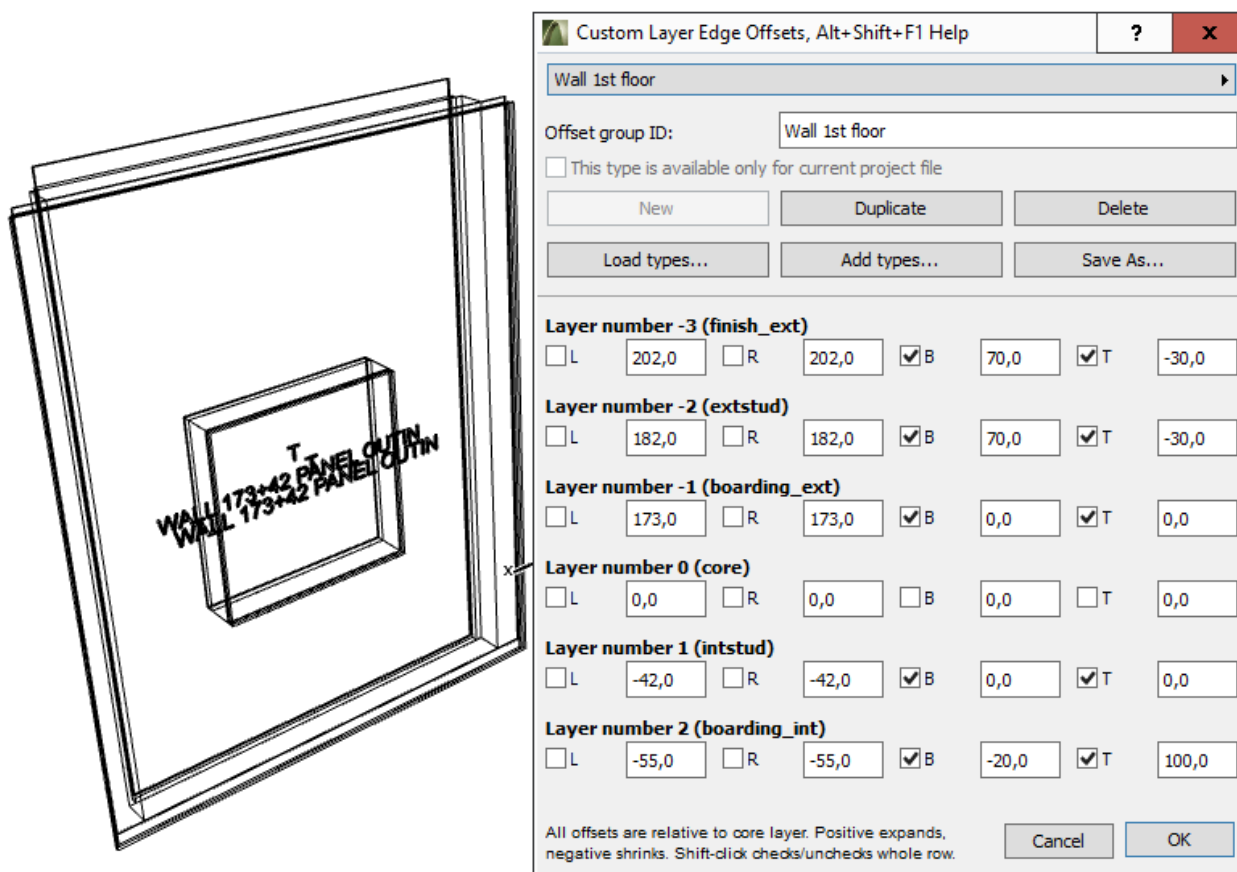 Custom Layer Edge Offsets, Alt+Shift+F1 Help
?
x
Wall 1st floor
Offset group ID:
Wall 1st floor
This type is available only for current project file
New
Duplicate
Delete
Load types...
Add types...
Save As...
Layer number -3 (finish_ext)
L 202,0 R 202,0 B 70,0 T -30,0
Layer number -2 (extstud)
L 182,0 R 182,0 B 70,0 T -30,0
Layer number -1 (boarding_ext)
L 173,0 R 173,0 B 0,0 T 0,0
Layer number 0 (core)
L 0,0 R 0,0 B 0,0 T 0,0
Layer number 1 (intstud)
L -42,0 R -42,0 B 0,0 T 0,0
Layer number 2 (boarding_int)
L -55,0 R -55,0 B -20,0 T 100,0
All offsets are relative to core layer. Positive expands,
negative shrinks. Shift-click checks/unchecks whole row.
Cancel
OK
T
T
WALL 173+42 PANEL OUTIN
WALL 173+42 PANEL OUTIN
x